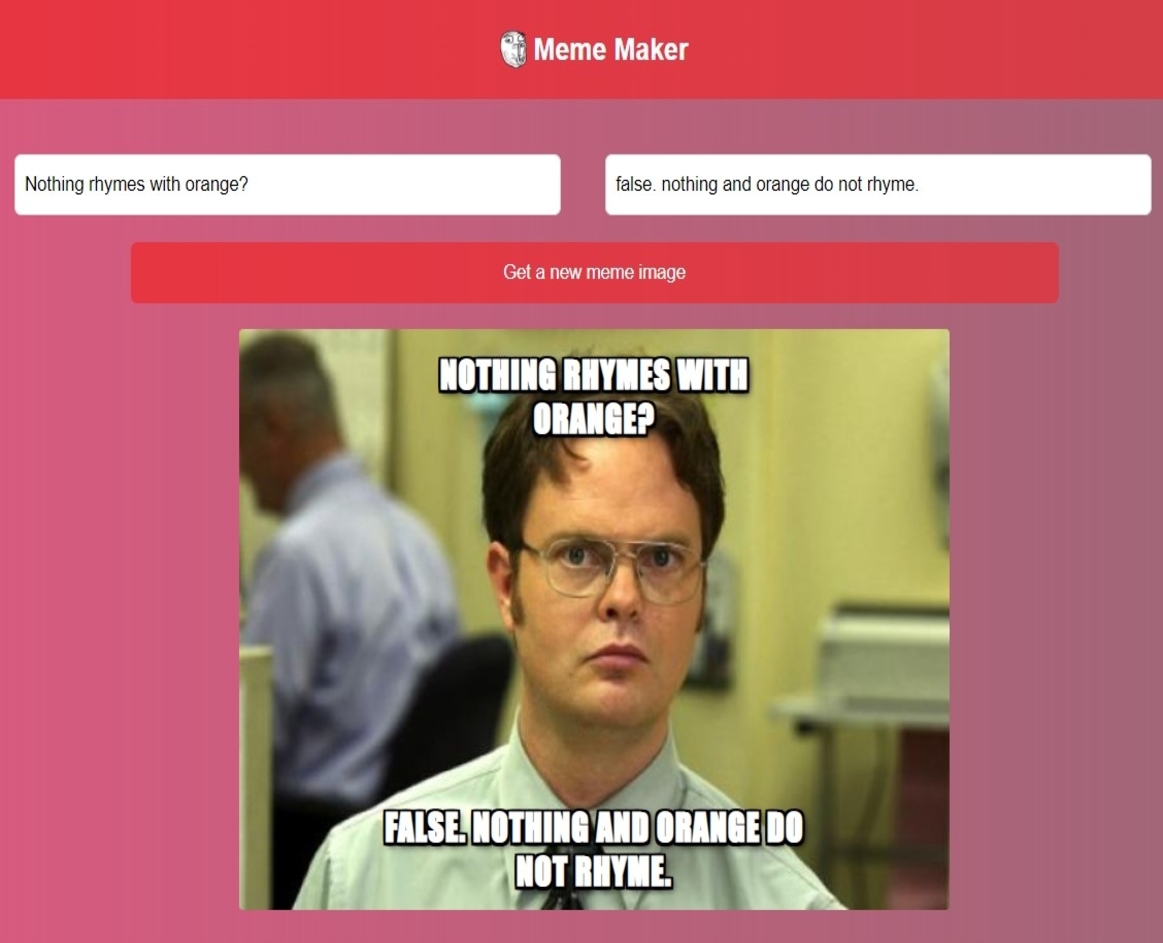 Meme Maker
Nothing rhymes with orange?
false. nothing and orange do not rhyme.
Get a new meme image
NOTHING RHYMES WITH
ORANGE?
FALSE. NOTHING AND ORANGE DO
NOT RHYME.